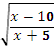 √((x − 10)/(x + 5))